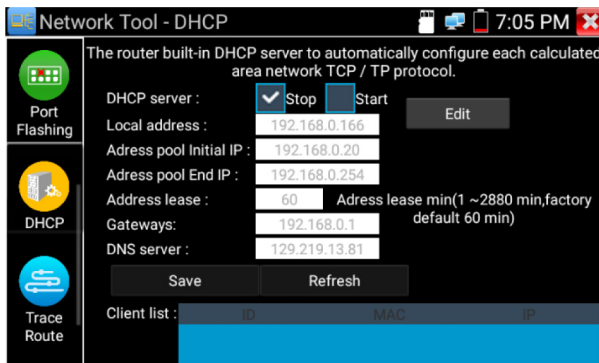 Network Tool - DHCP
7:05 PM
The router built-in DHCP server to automatically configure each calculated
area network TCP / TP protocol.
Port
Flashing
DHCP
Trace
Route
DHCP server :
Stop
Start
Edit
Local address :
192.168.0.166
Adress pool Initial IP :
192.168.0.20
Adress pool End IP :
192.168.0.254
Address lease :
60
Adress lease min(1 ~2880 min,factory
default 60 min)
Gateways:
192.168.0.1
DNS server :
129.219.13.81
Save
Refresh
Client list :
ID
MAC
IP